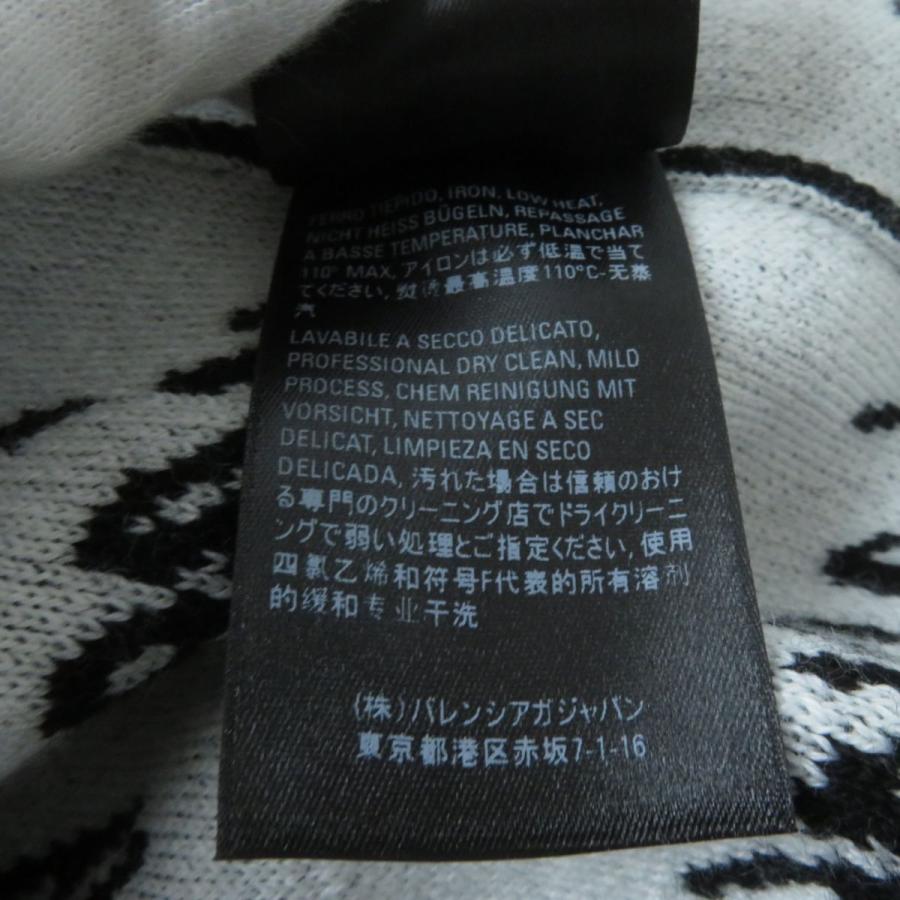 FERRO TIEPIDO, IRON, LOW HEAT,
NICHT HEISS BÜGELN, REPASSAGE
A BASSE TEMPERATURE, PLANCHAR
110° MAX, アイロンは必ず低温で当て
てください, 熨烫最高温度110°C-无蒸
汽
LAVABILE A SECCO DELICATO,
PROFESSIONAL DRY CLEAN, MILD
PROCESS, CHEM REINIGUNG MIT
VORSICHT, NETTOYAGE A SEC
DELICAT, LIMPIEZA EN SECO
DELICADA, 汚れた場合は信頼のおけ
る専門のクリーニング店でドライクリーニ
ングで弱い処理とご指定ください, 使用
四氯乙烯和符号F代表的所有溶剂
的缓和专业干洗
(株)バレンシアガジャパン
東京都港区赤坂7-1-16